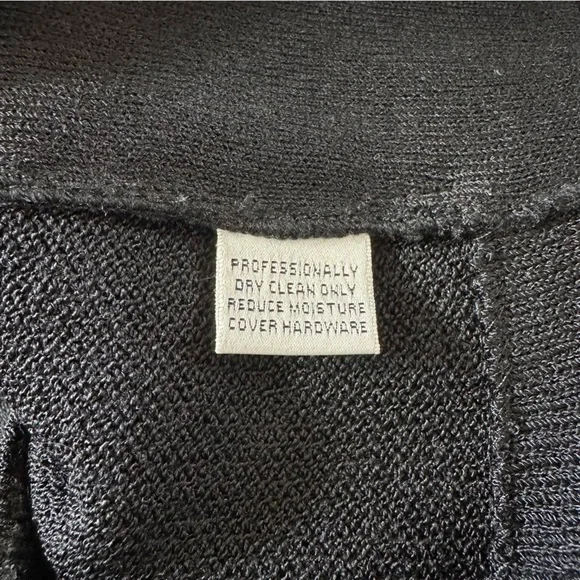 PROFESSIONALLY
DRY CLEAN ONLY
REDUCE MOISTURE
COVER HARDWARE